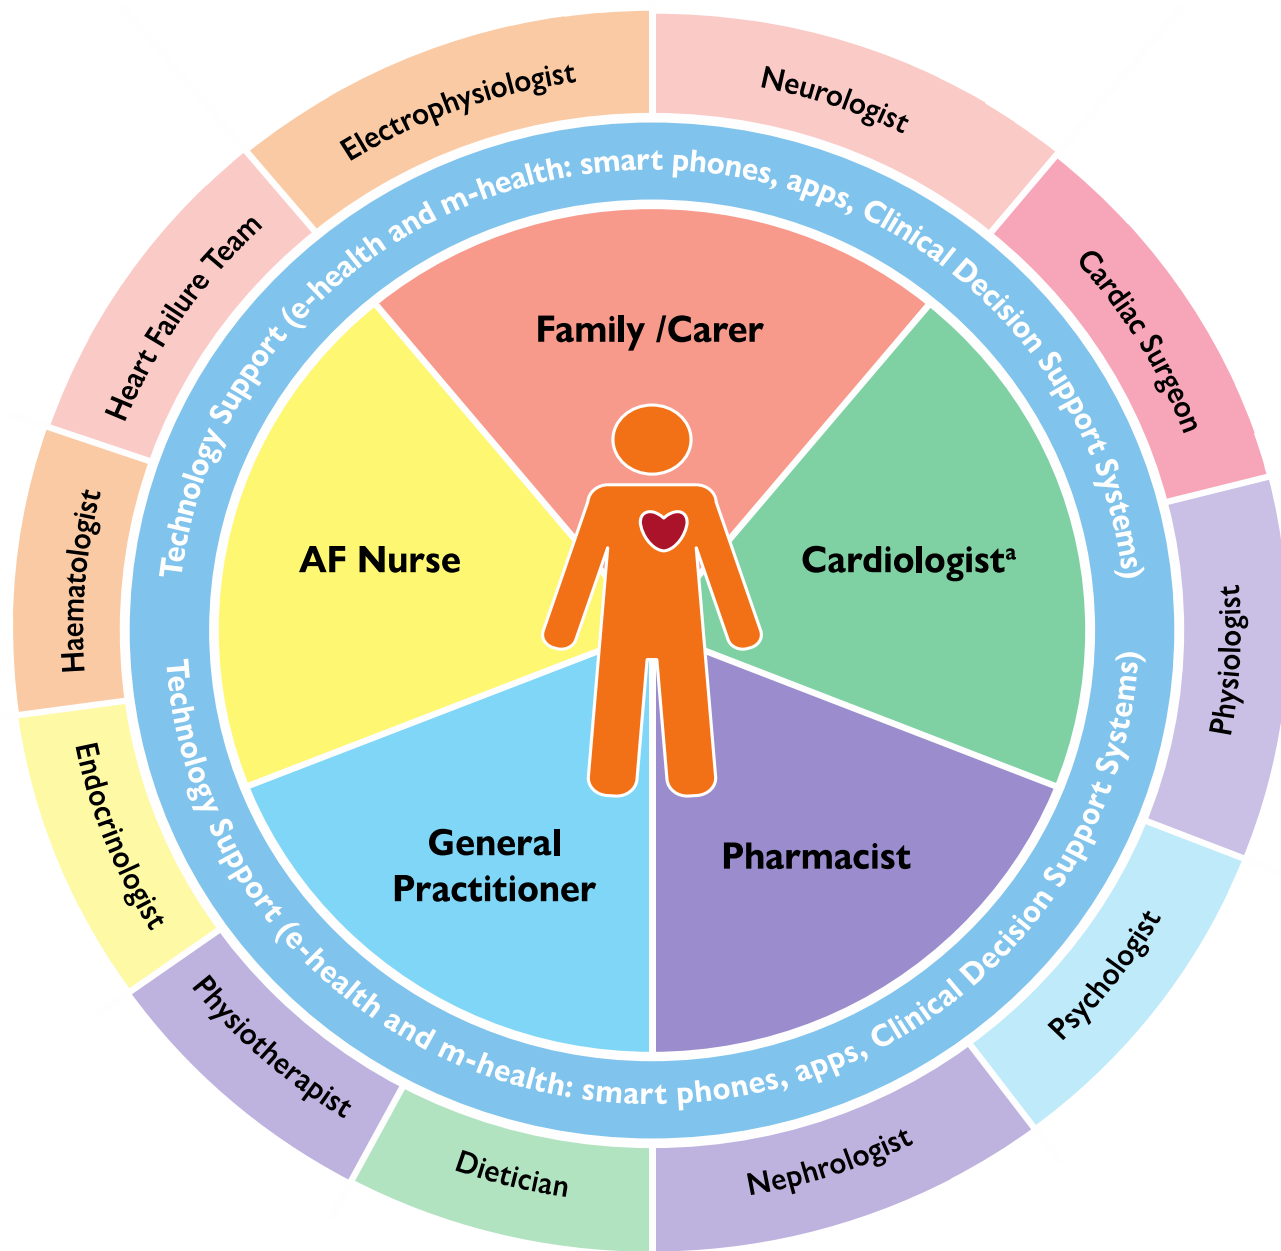 Electrophysiologist
Neurologist
Cardiac Surgeon
Physiologist
Psychologist
Nephrologist
Dietician
Physiotherapist
Endocrinologist
Haematologist
Heart Failure Team
Technology Support (e-health and m-health: smart phones, apps, Clinical Decision Support Systems)
Technology Support (e-health and m-health: smart phones, apps, Clinical Decision Support Systems)
Family /Carer
Cardiologistᵃ
Pharmacist
General
Practitioner
AF Nurse